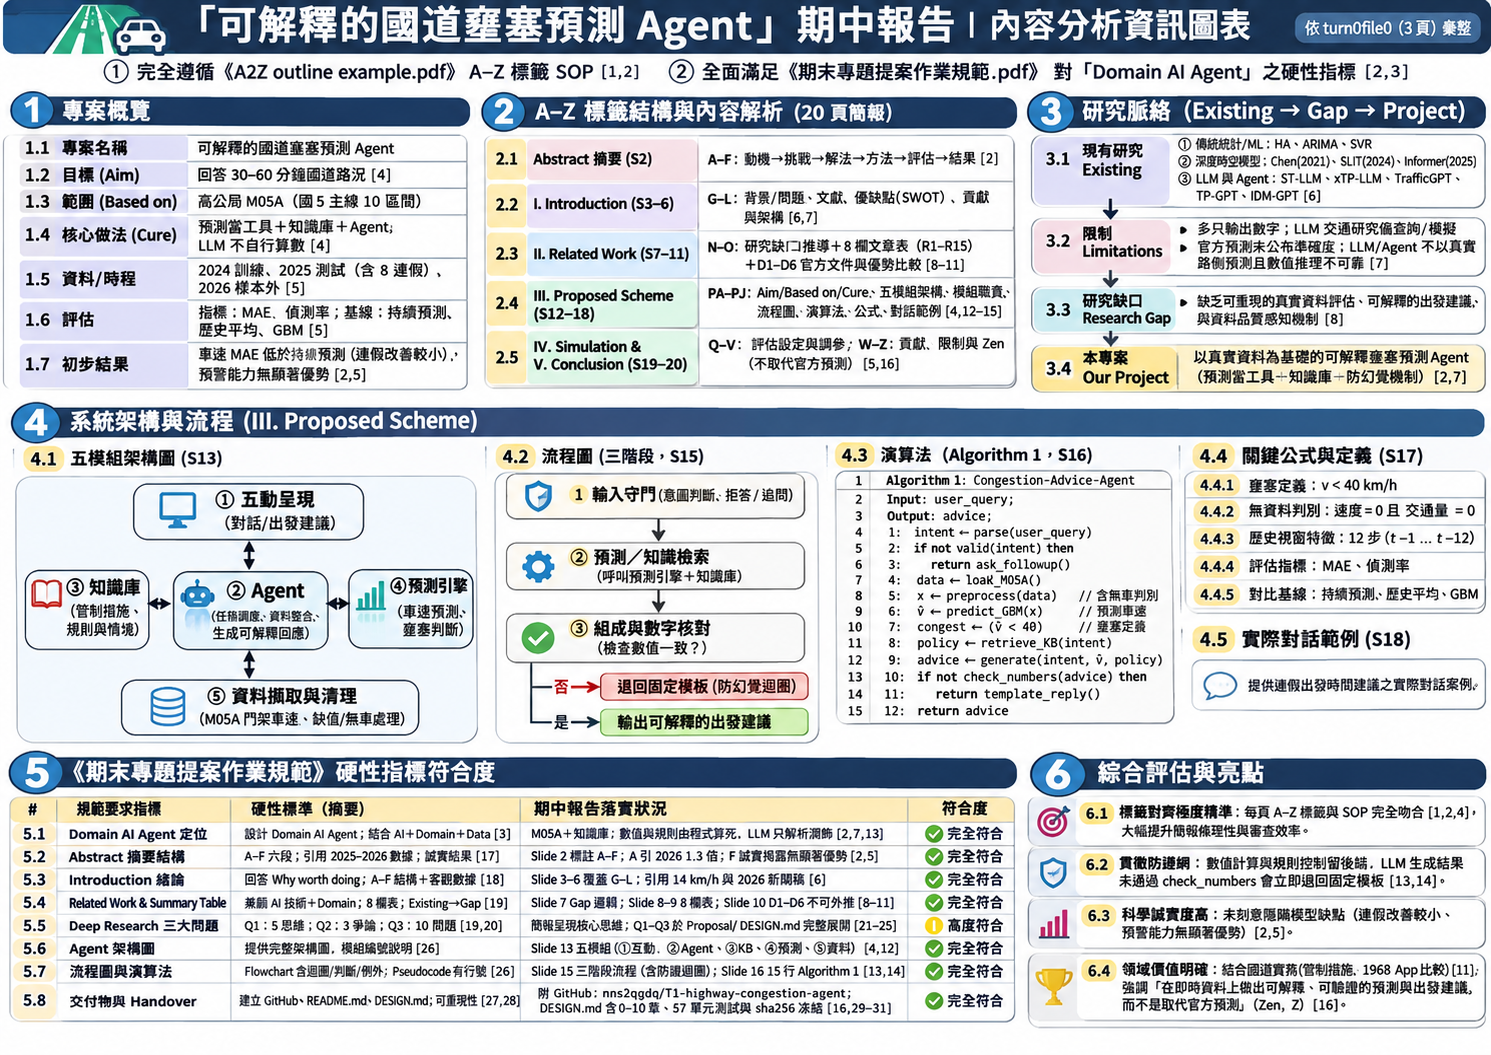 「可解釋的國道壅塞預測 Agent」期中報告 | 內容分析資訊圖表
依 turn0file0（3 頁）彙整
① 完全遵循《A2Z outline example.pdf》 A–Z 標籤 SOP [1,2]
② 全面滿足《期末專題提案作業規範.pdf》 對「Domain AI Agent」之硬性指標 [2,3]
1 專案概覽
1.1 專案名稱 可解釋的國道壅塞預測 Agent
1.2 目標 (Aim) 回答 30–60 分鐘國道路況 [4]
1.3 範圍 (Based on) 高公局 M05A（國 5 主線 10 區間）
1.4 核心做法 (Cure) 預測當工具＋知識庫＋Agent;
LLM 不自行算數 [4]
1.5 資料/時程 2024 訓練、2025 測試（含 8 連假）、
2026 樣本外 [5]
1.6 評估 指標：MAE、偵測率；基線：持續預測、
歷史平均、GBM [5]
1.7 初步結果 車速 MAE 低於持續預測 (連假改善較小)，
預警能力無顯著優勢 [2,5]
2 A–Z 標籤結構與內容解析 (20 頁簡報)
2.1 Abstract 摘要 (S2) A–F：動機→挑戰→解法→方法→評估→結果 [2]
2.2 I. Introduction (S3–6) G–L：背景/問題、文獻、優缺點(SWOT) 、貢獻
與架構 [6,7]
2.3 II. Related Work (S7–11) N–O：研究缺口推導＋8 欄文章表（R1–R15）
＋D1–D6 官方文件與優勢比較 [8–11]
2.4 III. Proposed Scheme
(S12–18)
PA–PJ：Aim/Based on/Cure、五模組架構、模組職責、
流程圖、演算法、公式、對話範例 [4,12–15]
2.5 IV. Simulation &
V. Conclusion (S19–20)
Q–V： 評估設定與調參；W–Z：貢獻、限制與 Zen
（不取代官方預測） [5,16]
3 研究脈絡（Existing → Gap → Project）
3.1 現有研究
Existing
① 傳統統計/ML：HA、ARIMA、SVR
② 深度時空模型；Chen(2021)、SLIT(2024)、Informer(2025)
③ LLM 與 Agent：ST-LLM、xTP-LLM、TrafficGPT、
TP-GPT、IDM-GPT [6]
3.2 限制
Limitations
▸ 多只輸出數字；LLM 交通研究偏查詢/模擬
▸ 官方預測未公布準確度；LLM/Agent 不以真實
路側預測且數值推理不可靠 [7]
3.3 研究缺口
Research Gap
▸ 缺乏可重現的真實資料評估、可解釋的出發建議、
與資料品質感知機制 [8]
3.4 本專案
Our Project
以真實資料為基礎的可解釋壅塞預測 Agent
（預測當工具＋知識庫＋防幻覺機制）[2,7]
4 系統架構與流程 (III. Proposed Scheme)
4.1 五模組架構圖 (S13)
① 五動呈現
（對話/出發建議）
③ 知識庫
（管制措施、
規則與情境）
② Agent
(任務調度、資料整合、
生成可解釋回應）
④預測引擎
（車速預測、
壅塞判斷）
⑤ 資料擷取與清理
(M05A 門架車速、缺值/無車處理）
4.2 流程圖 (三階段，S15)
1 輸入守門 (意圖判斷、拒答 / 追問)
② 預測／知識檢索
（呼叫預測引擎＋知識庫）
③ 組成與數字核對
（檢查數值一致？）
否 退回固定模板 (防幻覺迴圈)
是 輸出可解釋的出發建議
4.3 演算法（Algorithm 1，S16)
1 Algorithm 1: Congestion-Advice-Agent
2 Input: user_query;
3 Output: advice;
4 1: intent ← parse(user_query)
5 2: if not valid(intent) then
6 3: return ask_followup()
7 4: data ← loaK_M05A()
8 5: x ← preprocess(data) // 含無車判別
9 6: v̂ ← predict_GBM(x) // 預測車速
10 7: congest ← (v̂ < 40) // 壅塞定義
11 8: policy ← retrieve_KB(intent)
12 9: advice ← generate(intent, v̂, policy)
13 10: if not check_numbers(advice) then
14 11: return template_reply()
15 12: return advice
4.4 關鍵公式與定義 (S17)
4.4.1 壅塞定義：v < 40 km/h
4.4.2 無資料判別：速度 = 0 且 交通量 = 0
4.4.3 歷史視窗特徵：12 步 (t –1 ... t –12)
4.4.4 評估指標：MAE、偵測率
4.4.5 對比基線：持續預測、歷史平均、GBM
4.5 實際對話範例 (S18)
提供連假出發時間建議之實際對話案例。
5 《期末專題提案作業規範》硬性指標符合度
# 規範要求指標 硬性標準（摘要） 期中報告落實狀況 符合度
5.1 Domain AI Agent 定位 設計 Domain AI Agent；結合 AI＋Domain＋Data [3] M05A＋知識庫；數值與規則由程式算死，LLM 只解析潤飾 [2,7,13] 完全符合
5.2 Abstract 摘要結構 A–F 六段；引用 2025–2026 數據；誠實結果 [17] Slide 2 標註 A–F；A 引 2026 1.3 倍；F 誠實揭露無顯著優勢 [2,5] 完全符合
5.3 Introduction 緒論 回答 Why worth doing；A–F 結構＋客觀數據 [18] Slide 3–6 覆蓋 G–L；引用 14 km/h 與 2026 新聞稿 [6] 完全符合
5.4 Related Work & Summary Table 兼顧 AI 技術＋Domain；8 欄表；Existing→Gap [19] Slide 7 Gap 邏輯；Slide 8–9 8 欄表；Slide 10 D1–D6 不可外推 [8–11] 完全符合
5.5 Deep Research 三大問題 Q1：5 思維；Q2：3 爭論；Q3：10 問題 [19,20] 簡報呈現核心思維；Q1–Q3 於 Proposal/ DESIGN.md 完整展開 [21–25] 高度符合
5.6 Agent 架構圖 提供完整架構圖，模組編號說明 [26] Slide 13 五模組 (①互動、②Agent、③KB、④預測、⑤資料） [4,12] 完全符合
5.7 流程圖與演算法 Flowchart 含迴圈/判斷/例外；Pseudocode 有行號 [26] Slide 15 三階段流程 (含防護迴圈)；Slide 16 15 行 Algorithm 1 [13,14] 完全符合
5.8 交付物與 Handover 建立 GitHub、README.md、DESIGN.md；可重現性 [27,28] 附 GitHub：nns2qgdq/T1-highway-congestion-agent;
DESIGN.md 含 0–10 章、57 單元測試與 sha256 凍結 [16,29–31] 完全符合
6 綜合評估與亮點
6.1 標籤對齊極度精準：每頁 A–Z 標籤與 SOP 完全吻合 [1,2,4]，
大幅提升簡報條理性與審查效率。
6.2 貫徹防護網：數值計算與規則控制留後端，LLM 生成結果
未通過 check_numbers 會立即退回固定模板 [13,14]。
6.3 科學誠實度高：未刻意隱瞞模型缺點（連假改善較小、
預警能力無顯著優勢）[2,5]。
6.4 領域價值明確：結合國道實務(管制措施、1968 App 比較) [11]；
強調「在即時資料上做出可解釋、可驗證的預測與出發建議，
而不是取代官方預測」（Zen, Z）[16]。